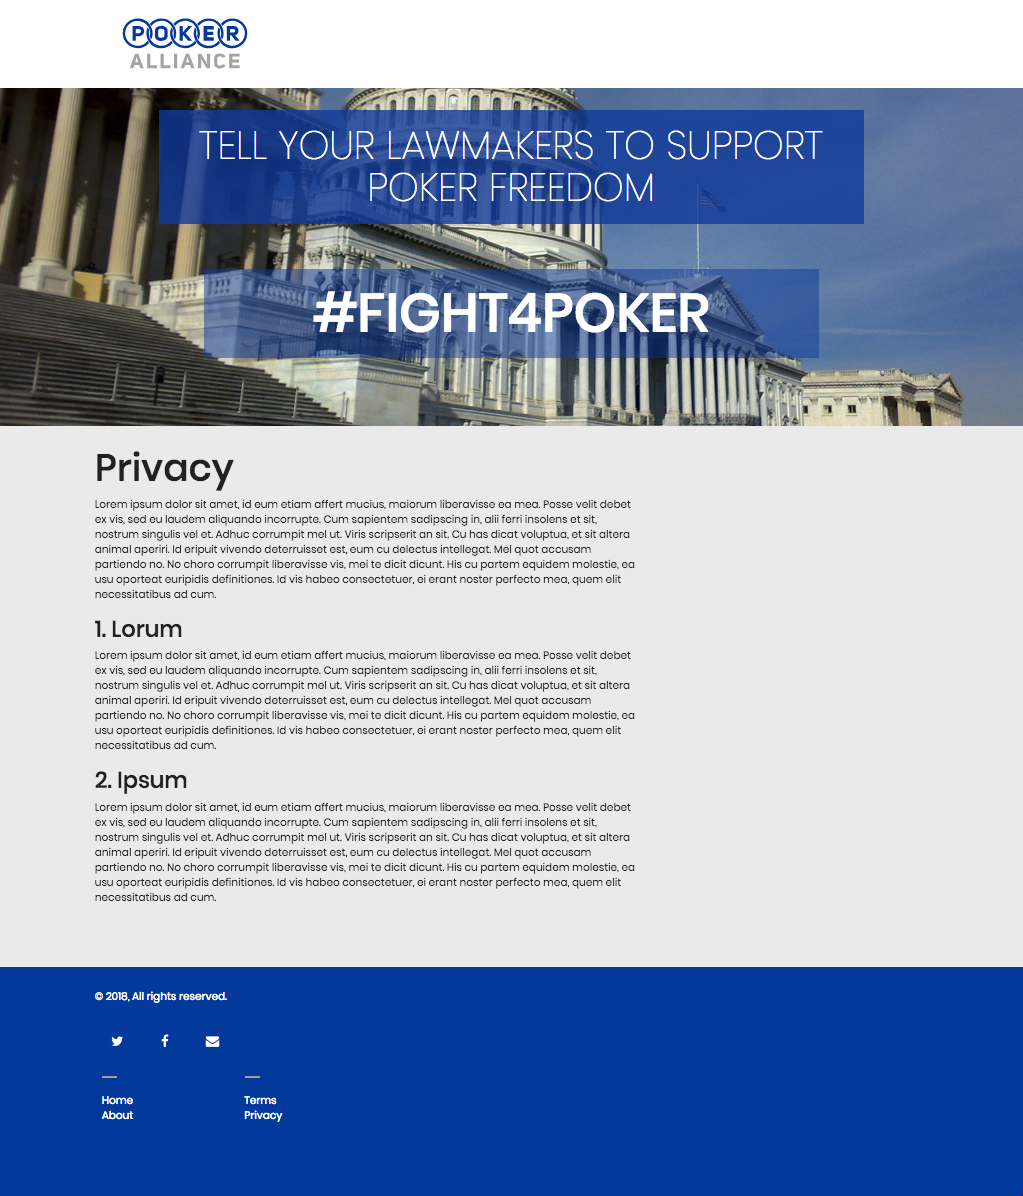 POKER
ALLIANCE
TELL YOUR LAWMAKERS TO SUPPORT
POKER FREEDOM
#FIGHT4POKER
Privacy
Lorem ipsum dolor sit amet, id eum etiam affert mucius, maiorum liberavisse ea mea. Posse velit debet
ex vis, sed eu laudem aliquando incorrupte. Cum sapientem sadipscing in, alii ferri insolens et sit,
nostrum singulis vel et. Adhuc corrumpit mel ut. Viris scripserit an sit. Cu has dicat voluptua, et sit altera
animal aperiri. Id eripuit vivendo deterruisset est, eum cu delectus intellegat. Mel quot accusam
partiendo no. No choro corrumpit liberavisse vis, mei te dicit dicunt. His cu partem equidem molestie, ea
usu oporteat euripidis definitiones. Id vis habeo consectetuer, ei erant noster perfecto mea, quem elit
necessitatibus ad cum.
1. Lorum
Lorem ipsum dolor sit amet, id eum etiam affert mucius, maiorum liberavisse ea mea. Posse velit debet
ex vis, sed eu laudem aliquando incorrupte. Cum sapientem sadipscing in, alii ferri insolens et sit,
nostrum singulis vel et. Adhuc corrumpit mel ut. Viris scripserit an sit. Cu has dicat voluptua, et sit altera
animal aperiri. Id eripuit vivendo deterruisset est, eum cu delectus intellegat. Mel quot accusam
partiendo no. No choro corrumpit liberavisse vis, mei te dicit dicunt. His cu partem equidem molestie, ea
usu oporteat euripidis definitiones. Id vis habeo consectetuer, ei erant noster perfecto mea, quem elit
necessitatibus ad cum.
2. Ipsum
Lorem ipsum dolor sit amet, id eum etiam affert mucius, maiorum liberavisse ea mea. Posse velit debet
ex vis, sed eu laudem aliquando incorrupte. Cum sapientem sadipscing in, alii ferri insolens et sit,
nostrum singulis vel et. Adhuc corrumpit mel ut. Viris scripserit an sit. Cu has dicat voluptua, et sit altera
animal aperiri. Id eripuit vivendo deterruisset est, eum cu delectus intellegat. Mel quot accusam
partiendo no. No choro corrumpit liberavisse vis, mei te dicit dicunt. His cu partem equidem molestie, ea
usu oporteat euripidis definitiones. Id vis habeo consectetuer, ei erant noster perfecto mea, quem elit
necessitatibus ad cum.
© 2018, All rights reserved.
Home
About
Terms
Privacy